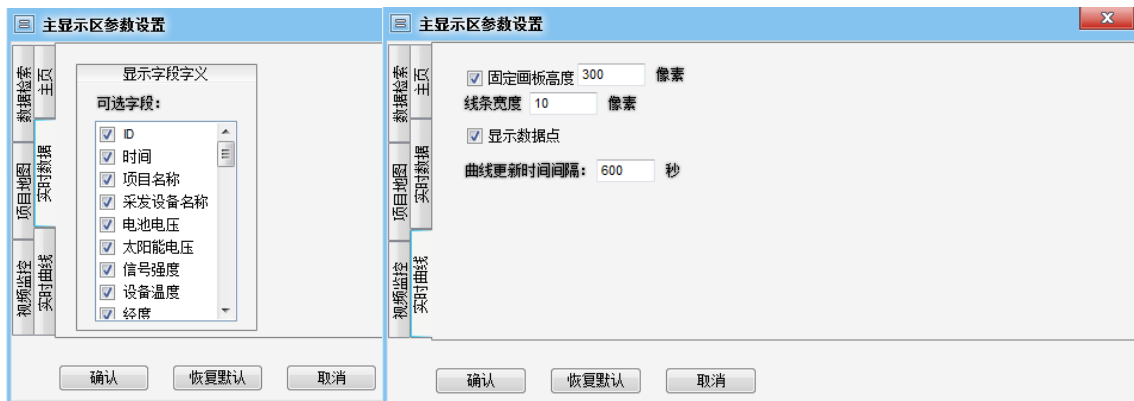 主显示区参数设置
数据检索
主页
项目地图
实时数据
视频监控
实时曲线
显示字段字义
可选字段：
ID
时间
项目名称
采发设备名称
电池电压
太阳能电压
信号强度
设备温度
经度
确认 恢复默认 取消
主显示区参数设置
数据检索
主页
项目地图
实时数据
视频监控
实时曲线
固定画板高度 300 像素
线条宽度 10 像素
显示数据点
曲线更新时间间隔： 600 秒
确认 恢复默认 取消